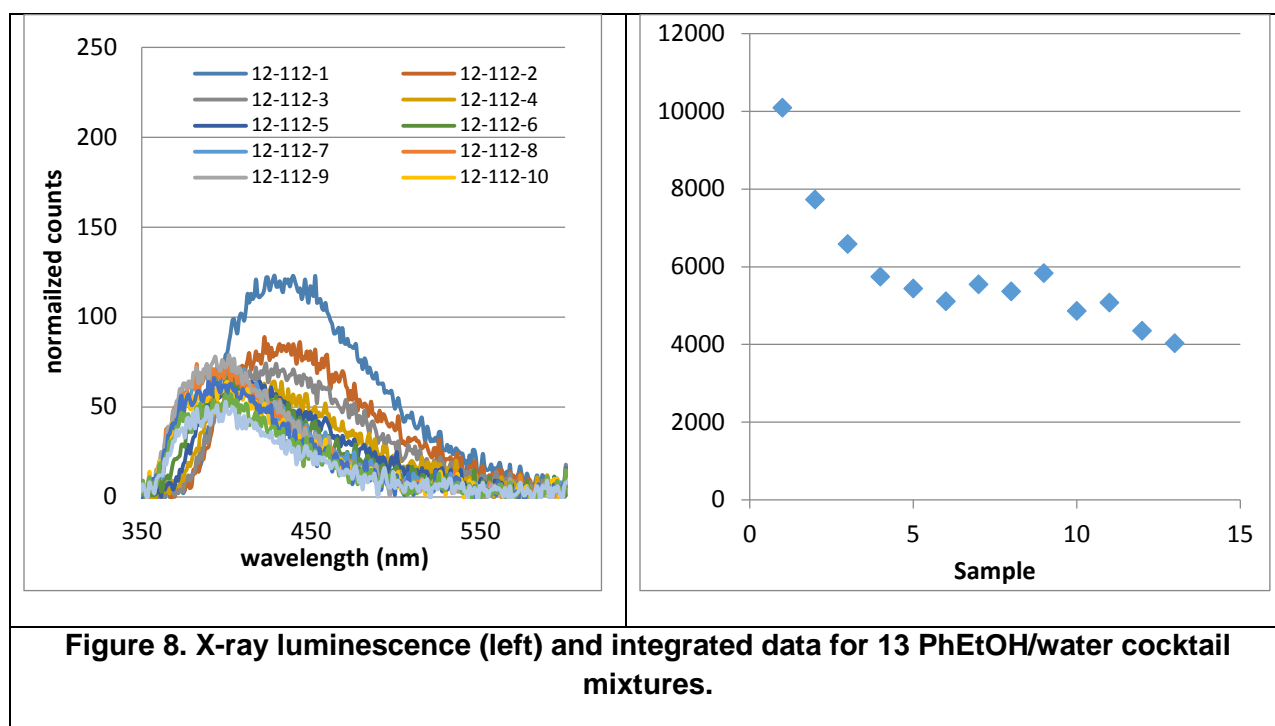 250
200
150
100
50
0
normailzed counts
12-112-1 12-112-2
12-112-3 12-112-4
12-112-5 12-112-6
12-112-7 12-112-8
12-112-9 12-112-10
350 450 550
wavelength (nm)
12000
10000
8000
6000
4000
2000
0
0 5 10 15
Sample
Figure 8. X-ray luminescence (left) and integrated data for 13 PhEtOH/water cocktail
mixtures.